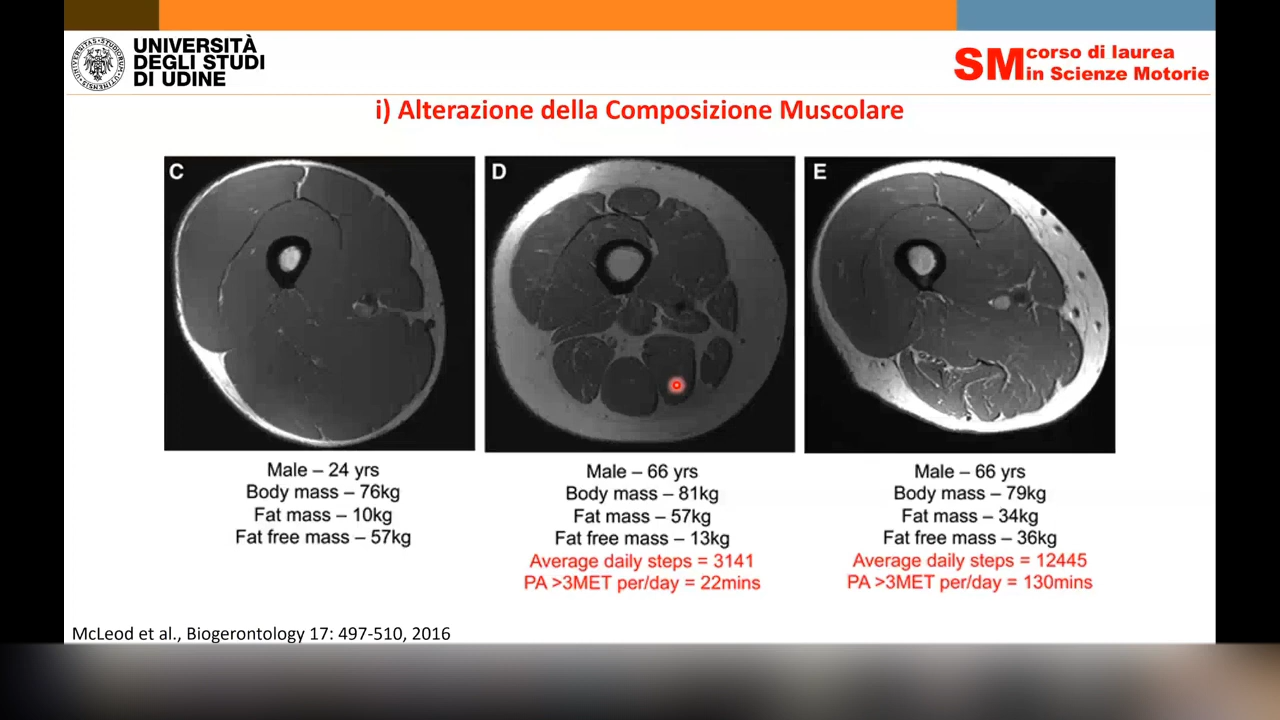 UNIVERSITÀ
DEGLI STUDI
DI UDINE
SM corso di laurea
in Scienze Motorie
i) Alterazione della Composizione Muscolare
C
D
E
Male – 24 yrs
Body mass – 76kg
Fat mass – 10kg
Fat free mass – 57kg
Male – 66 yrs
Body mass – 81kg
Fat mass – 57kg
Fat free mass – 13kg
Average daily steps = 3141
PA >3MET per/day = 22mins
Male – 66 yrs
Body mass – 79kg
Fat mass – 34kg
Fat free mass – 36kg
Average daily steps = 12445
PA >3MET per/day = 130mins
McLeod et al., Biogerontology 17: 497-510, 2016